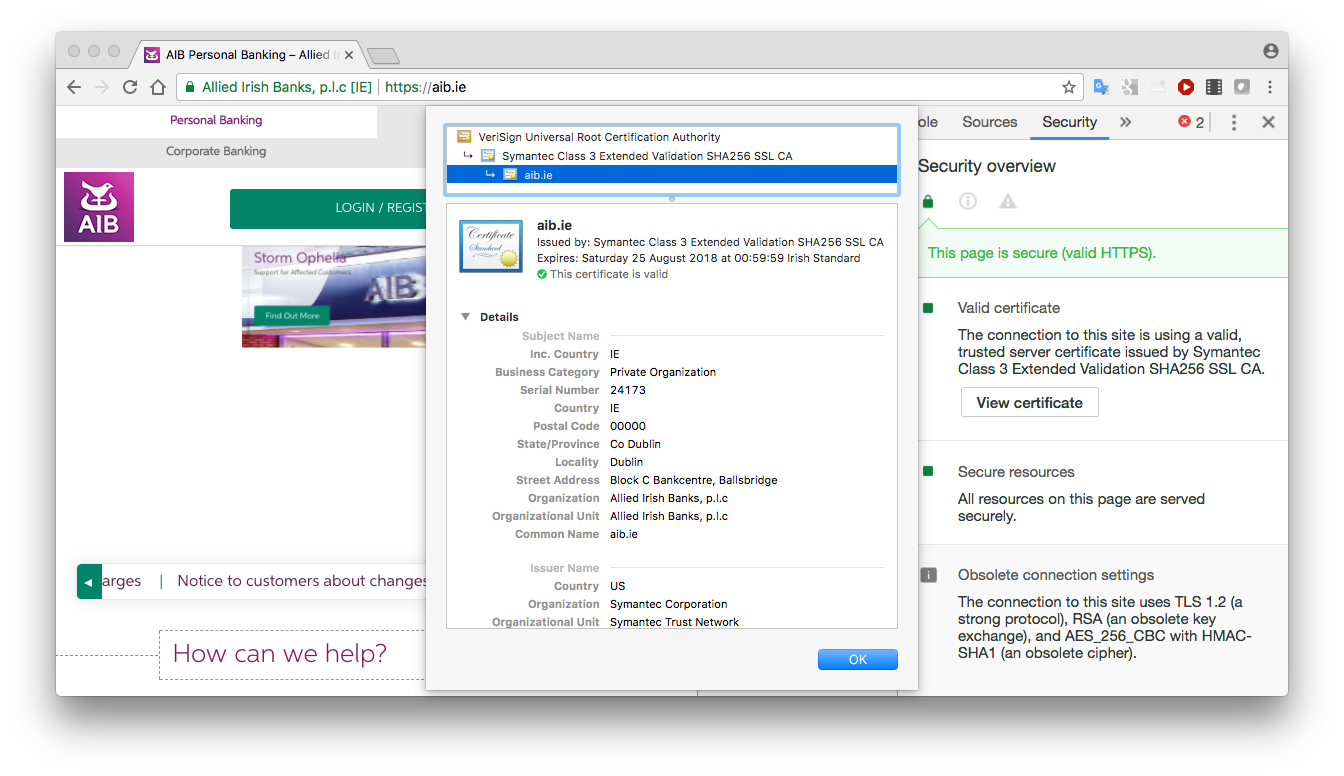 AIB Personal Banking – Allied I
Allied Irish Banks, p.l.c [IE] | https://aib.ie
Personal Banking
Corporate Banking
AIB
LOGIN / REGIST
Storm Ophelia
Support for Affected Customers
Find Out More
AIB
◀ arges | Notice to customers about changes
How can we help?
VeriSign Universal Root Certification Authority
↳ Symantec Class 3 Extended Validation SHA256 SSL CA
↳ aib.ie
Certificate
Standard
aib.ie
Issued by: Symantec Class 3 Extended Validation SHA256 SSL CA
Expires: Saturday 25 August 2018 at 00:59:59 Irish Standard
This certificate is valid
▼ Details
Subject Name
Inc. Country IE
Business Category Private Organization
Serial Number 24173
Country IE
Postal Code 00000
State/Province Co Dublin
Locality Dublin
Street Address Block C Bankcentre, Ballsbridge
Organization Allied Irish Banks, p.l.c
Organizational Unit Allied Irish Banks, p.l.c
Common Name aib.ie
Issuer Name
Country US
Organization Symantec Corporation
Organizational Unit Symantec Trust Network
OK
ole Sources Security » 2
Security overview
This page is secure (valid HTTPS).
Valid certificate
The connection to this site is using a valid,
trusted server certificate issued by Symantec
Class 3 Extended Validation SHA256 SSL CA.
View certificate
Secure resources
All resources on this page are served
securely.
Obsolete connection settings
The connection to this site uses TLS 1.2 (a
strong protocol), RSA (an obsolete key
exchange), and AES_256_CBC with HMAC-
SHA1 (an obsolete cipher).